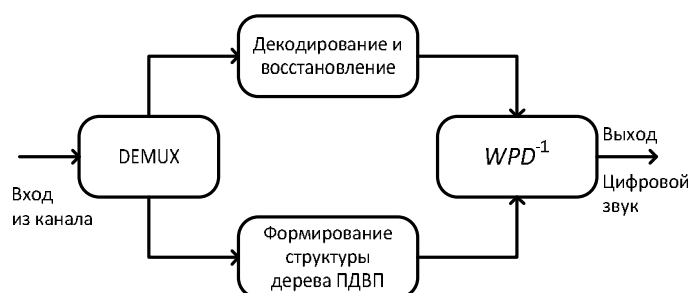 Декодирование и
восстановление
DEMUX
WPD-1
Вход
из канала
Выход
Цифровой
звук
Формирование
структуры
дерева ПДВП